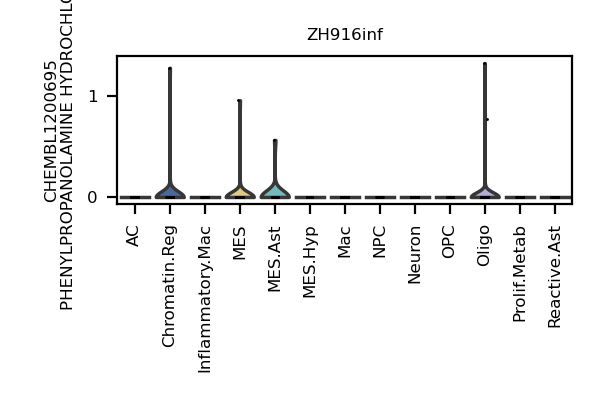 ZH916inf
CHEMBL1200695
PHENYLPROPANOLAMINE
1
0
AC
Chromatin.Reg
Inflammatory.Mac
MES
MES.Ast
MES.Hyp
Mac
NPC
Neuron
OPC
Oligo
Prolif.Metab
Reactive.Ast